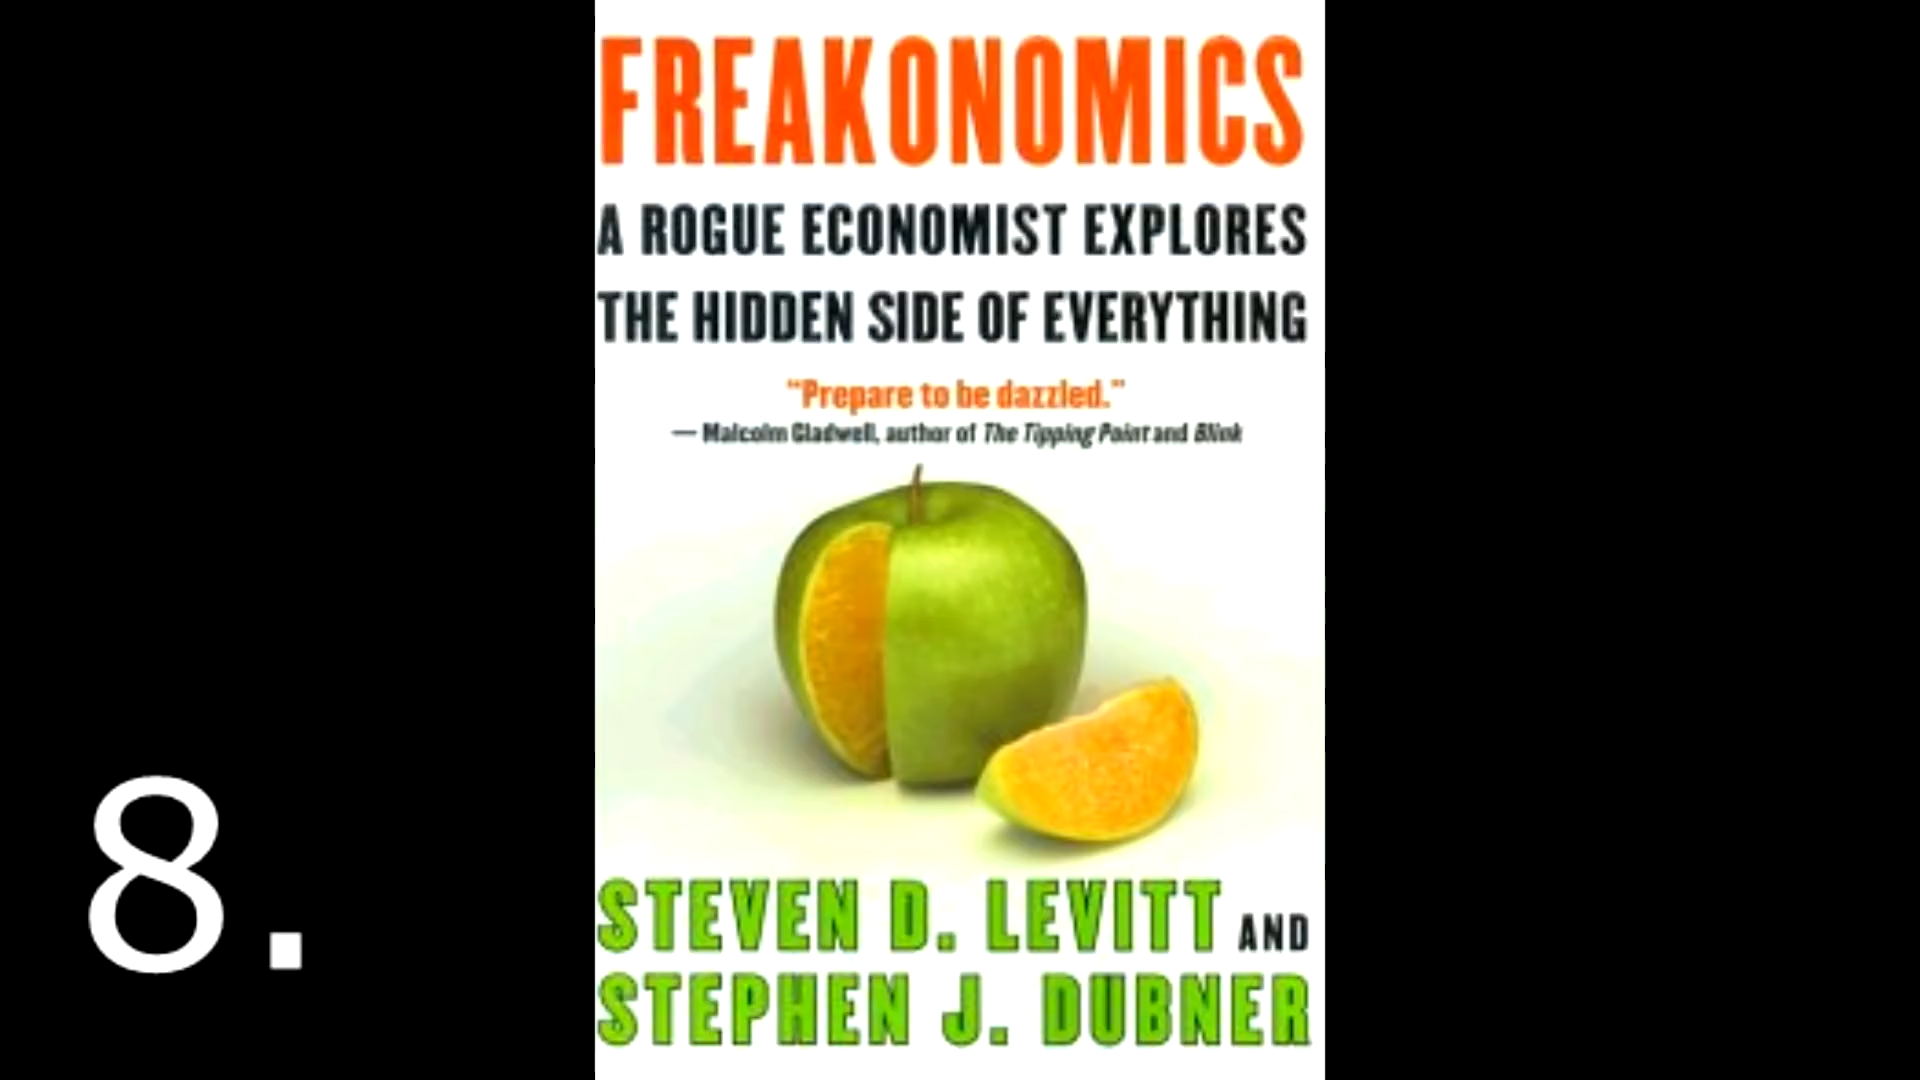 FREAKONOMICS
A ROGUE ECONOMIST EXPLORES
THE HIDDEN SIDE OF EVERYTHING
“Prepare to be dazzled.”
— Malcolm Gladwell, author of The Tipping Point and Blink
8.
STEVEN D. LEVITT AND
STEPHEN J. DUBNER